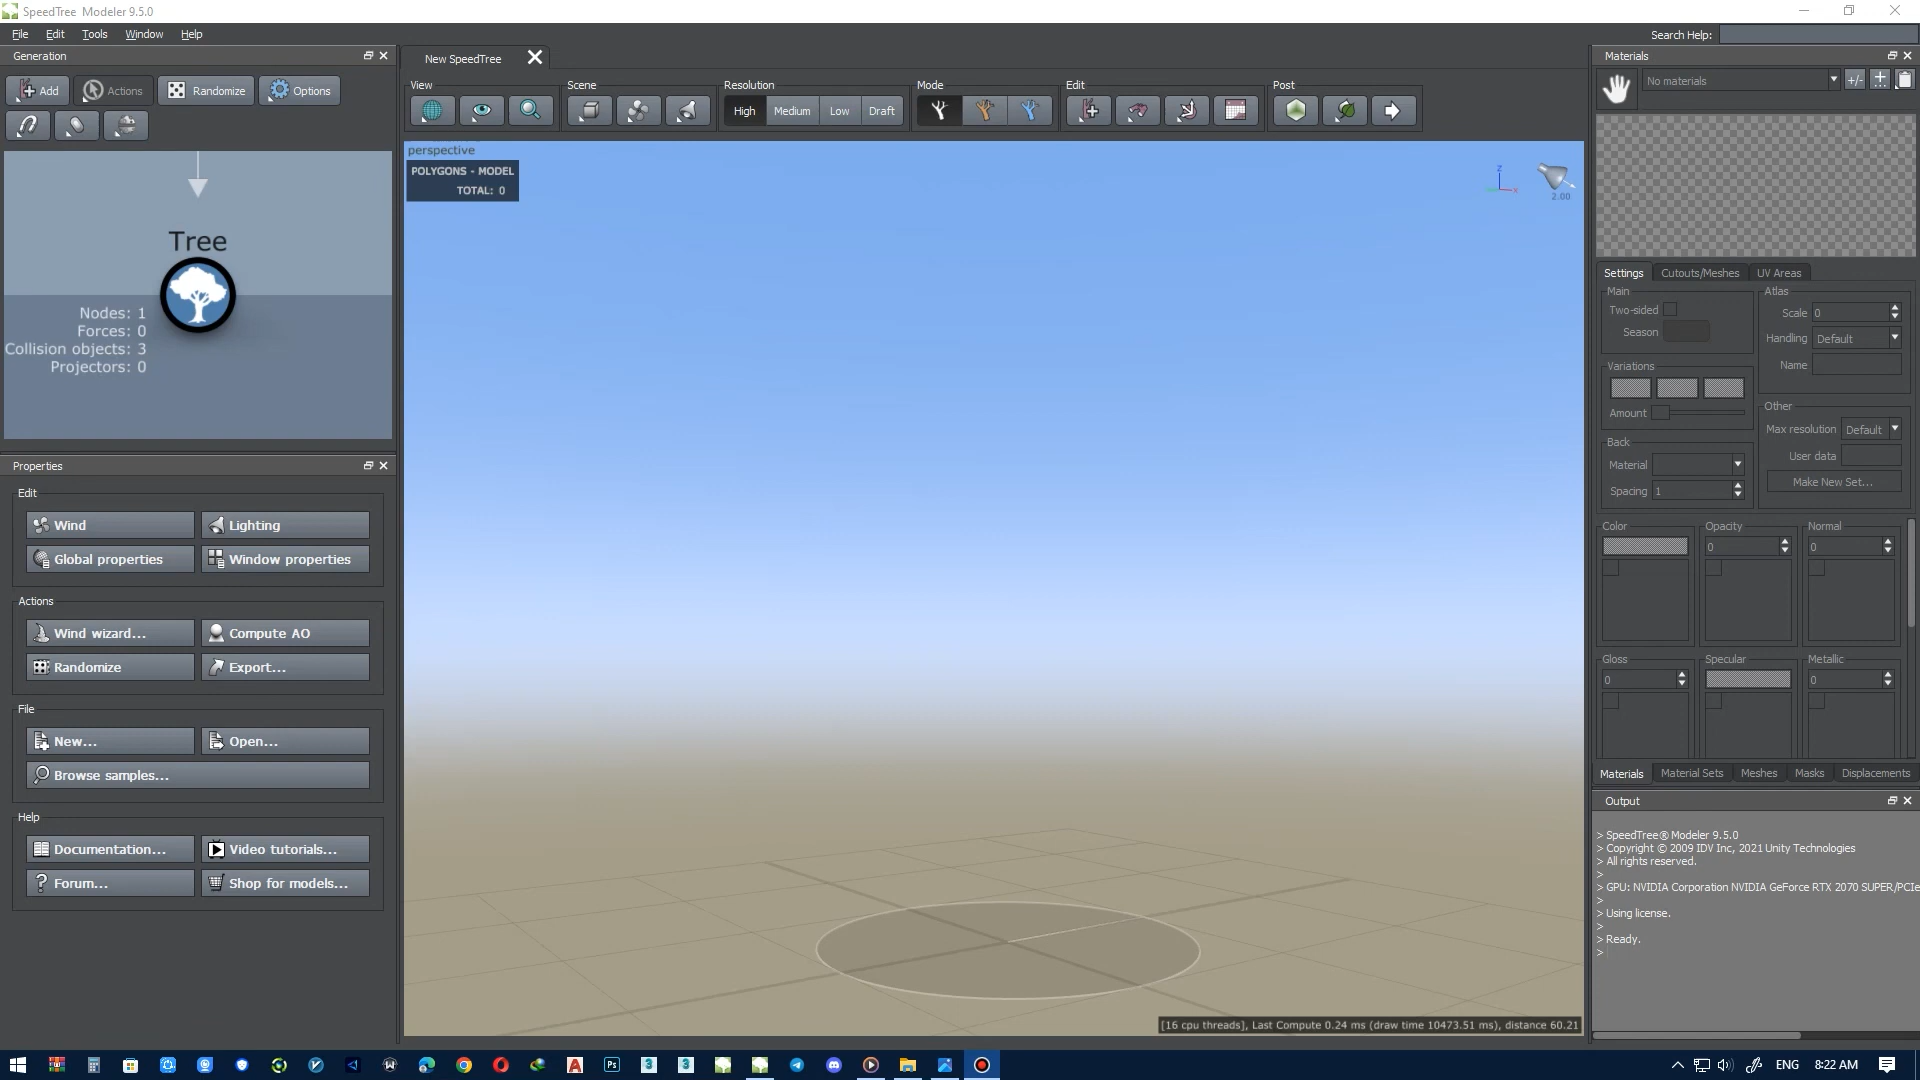 SpeedTree Modeler 9.5.0
File Edit Tools Window Help
Search Help:
Generation
Add Actions Randomize Options
Tree
Nodes: 1
Forces: 0
Collision objects: 3
Projectors: 0
Properties
Edit
Wind Lighting
Global properties Window properties
Actions
Wind wizard... Compute AO
Randomize Export...
File
New... Open...
Browse samples...
Help
Documentation... Video tutorials...
Forum... Shop for models...
New SpeedTree
View Scene Resolution Mode Edit Post
High Medium Low Draft
perspective
POLYGONS - MODEL
TOTAL: 0
Z
X
2.00
[16 cpu threads], Last Compute 0.24 ms (draw time 10473.51 ms), distance 60.21
Materials
No materials
+/-
Settings Cutouts/Meshes UV Areas
Main
Two-sided
Season
Variations
Amount
Back
Material
Spacing 1
Atlas
Scale 0
Handling Default
Name
Other
Max resolution Default
User data
Make New Set...
Color Opacity Normal
0 0
Gloss Specular Metallic
0 0
Materials Material Sets Meshes Masks Displacements
Output
> SpeedTree® Modeler 9.5.0
> Copyright © 2009 IDV Inc, 2021 Unity Technologies
> All rights reserved.
>
> GPU: NVIDIA Corporation NVIDIA GeForce RTX 2070 SUPER/PCIe
>
> Using license.
>
> Ready.
>
Ps
3
3
ENG 8:22 AM